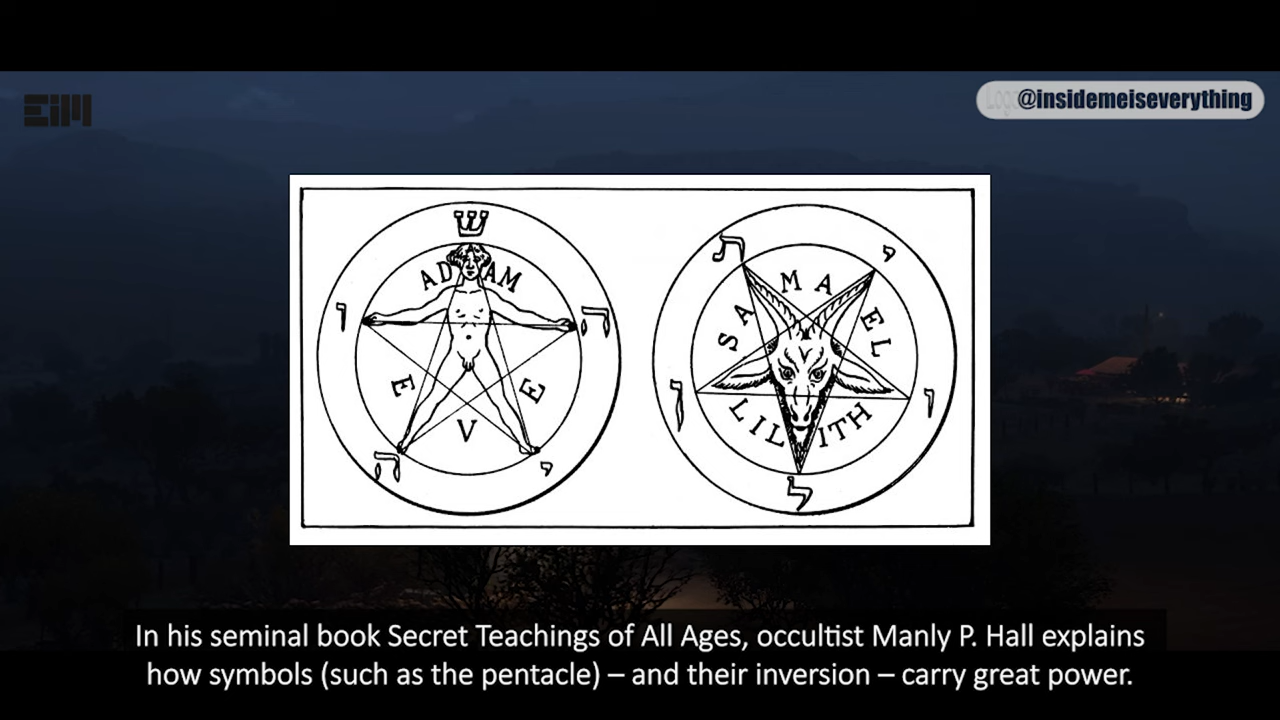 EiM
@insidemeiseverything
ש
ADAM
ו
ה
E
E
V
ה
י
ת
י
SAMAEL
ן
ו
LILITH
ל
In his seminal book Secret Teachings of All Ages, occultist Manly P. Hall explains
how symbols (such as the pentacle) – and their inversion – carry great power.